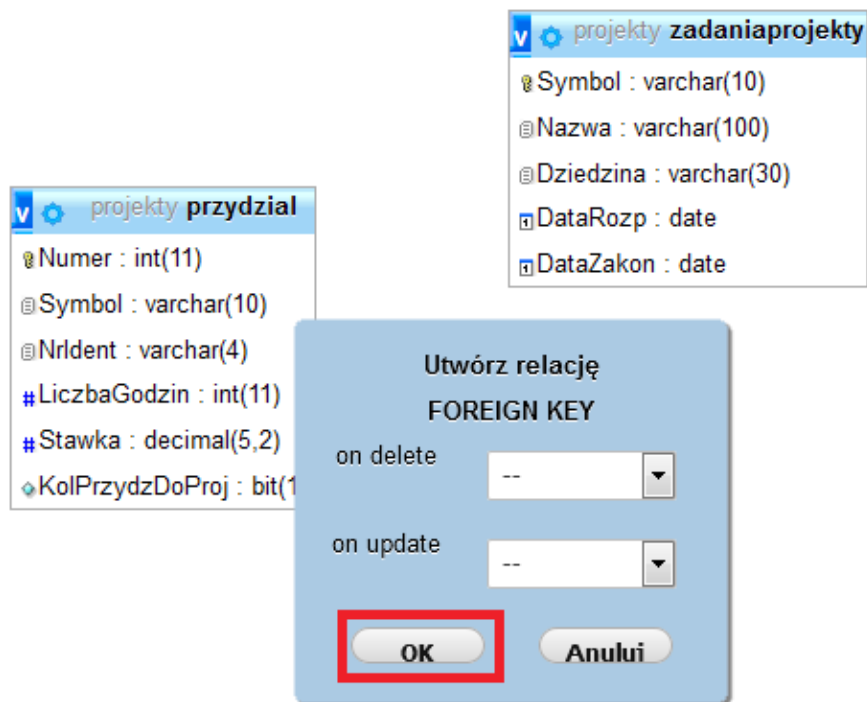 v projekty zadaniaprojekty
Symbol : varchar(10)
Nazwa : varchar(100)
Dziedzina : varchar(30)
DataRozp : date
DataZakon : date
v projekty przydzial
Numer : int(11)
Symbol : varchar(10)
NrIdent : varchar(4)
#LiczbaGodzin : int(11)
#Stawka : decimal(5,2)
KolPrzydzDoProj : bit(1
Utwórz relację
FOREIGN KEY
on delete --
on update --
OK Anuluj